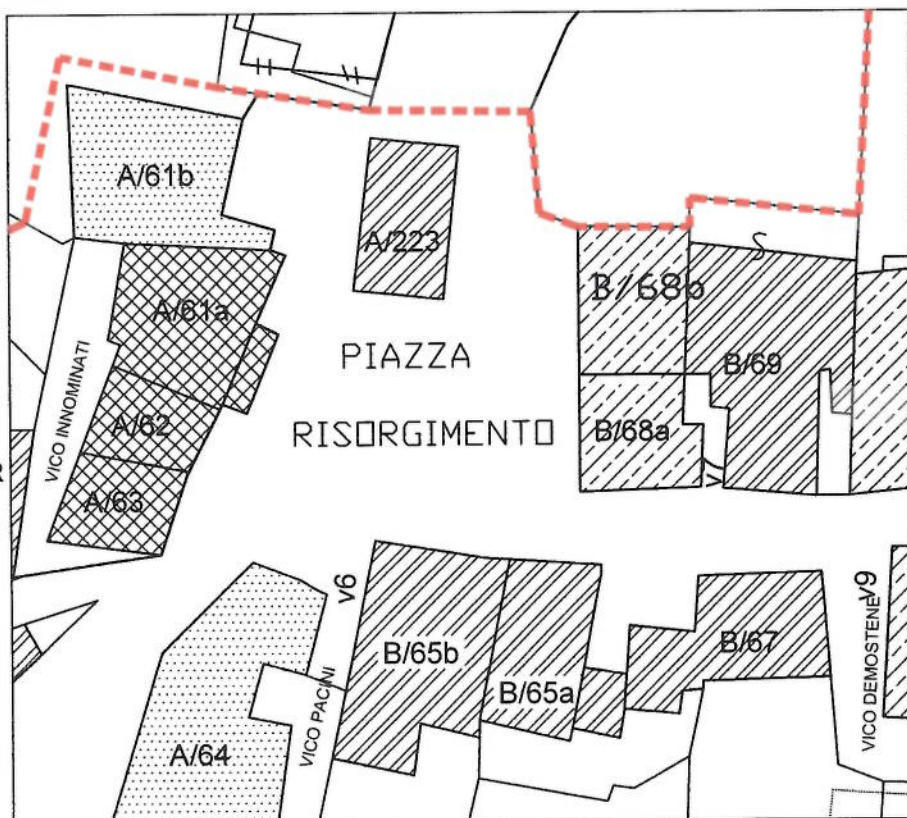 A/61b
A/223
B/68b
S
A/61a
B/69
PIAZZA
RISORGIMENTO
VICO INNOMINATI
A/62
B/68a
A/63
v6
v9
B/65b
B/67
B/65a
VICO PACINI
VICO DEMOSTENE
A/64